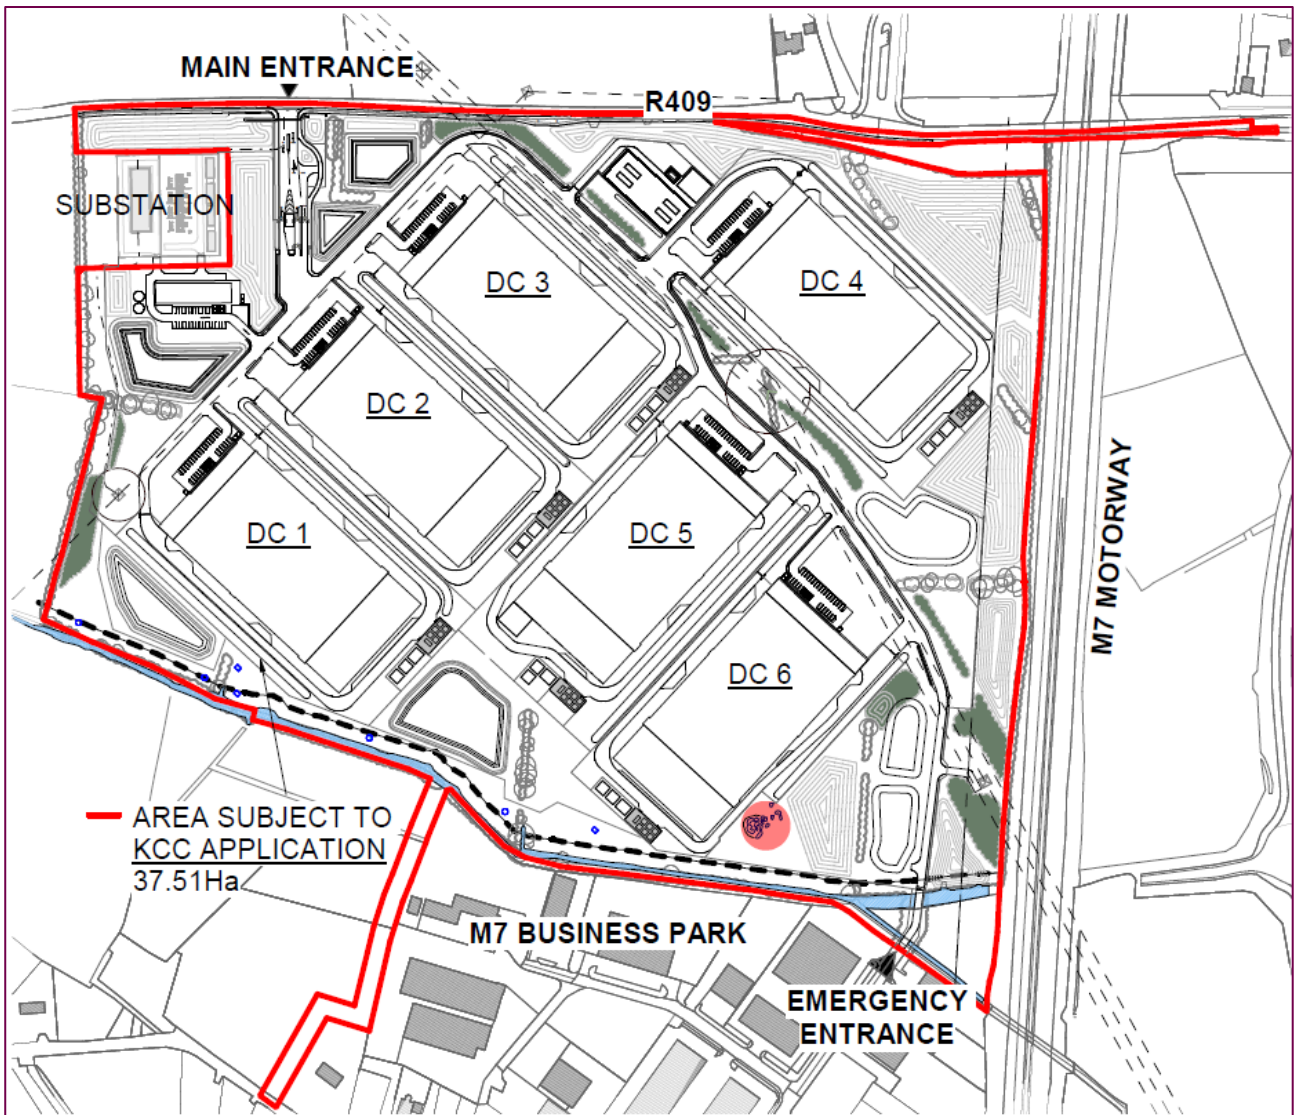 MAIN ENTRANCE
R409
SUBSTATION
DC 3
DC 4
DC 2
DC 1
DC 5
M7 MOTORWAY
DC 6
AREA SUBJECT TO
KCC APPLICATION
37.51Ha
M7 BUSINESS PARK
EMERGENCY
ENTRANCE